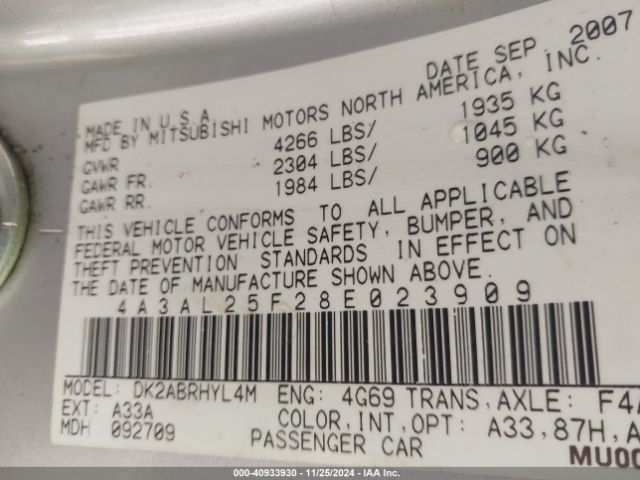 DATE SEP. 2007
MADE IN U.S.A.
MFD BY MITSUBISHI MOTORS NORTH AMERICA, INC.
GVWR 4266 LBS/ 1935 KG
GAWR FR. 2304 LBS/ 1045 KG
GAWR RR. 1984 LBS/ 900 KG
THIS VEHICLE CONFORMS TO ALL APPLICABLE
FEDERAL MOTOR VEHICLE SAFETY, BUMPER, AND
THEFT PREVENTION STANDARDS IN EFFECT ON
THE DATE OF MANUFACTURE SHOWN ABOVE.
4A3AL25F28E023909
MODEL: DK2ABRHYL4M ENG: 4G69 TRANS,AXLE: F4A
EXT: A33A COLOR,INT,OPT: A33,87H,A
MDH 092709 PASSENGER CAR
MU00
000-40933930 - 11/25/2024 - IAA Inc.